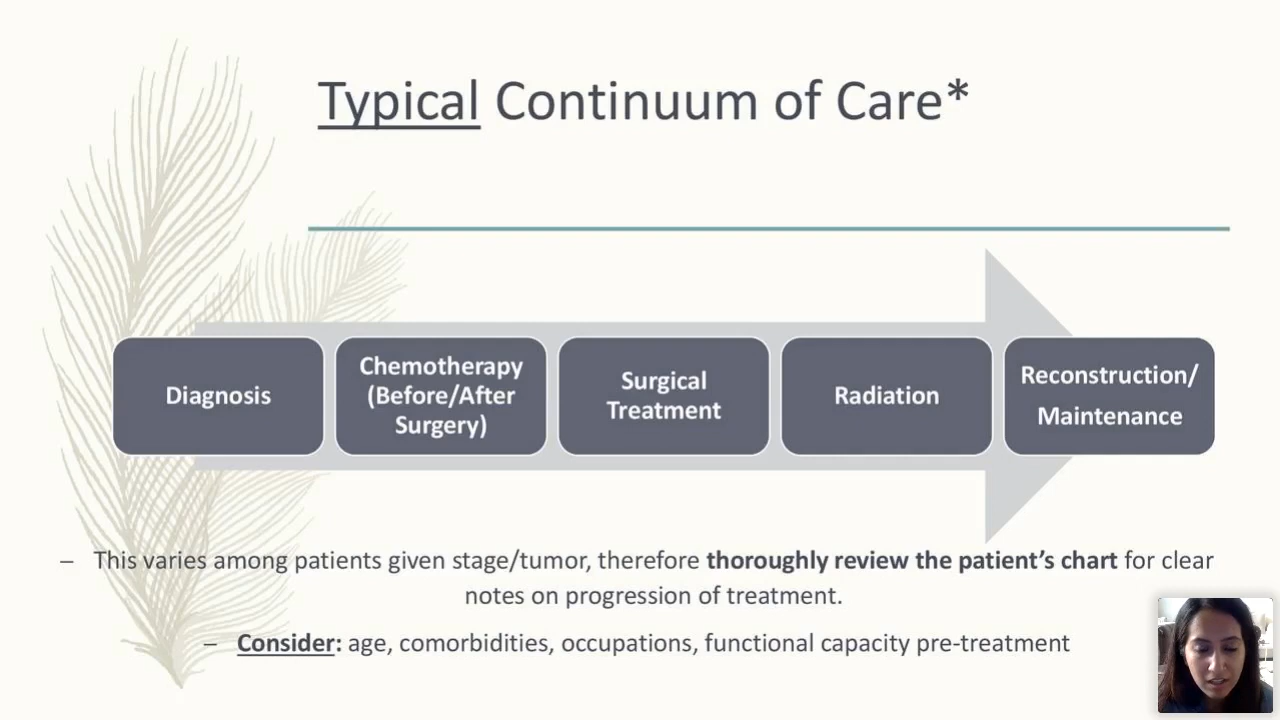 Typical Continuum of Care*
Diagnosis
Chemotherapy
(Before/After
Surgery)
Surgical
Treatment
Radiation
Reconstruction/
Maintenance
– This varies among patients given stage/tumor, therefore thoroughly review the patient’s chart for clear
notes on progression of treatment.
– Consider: age, comorbidities, occupations, functional capacity pre-treatment